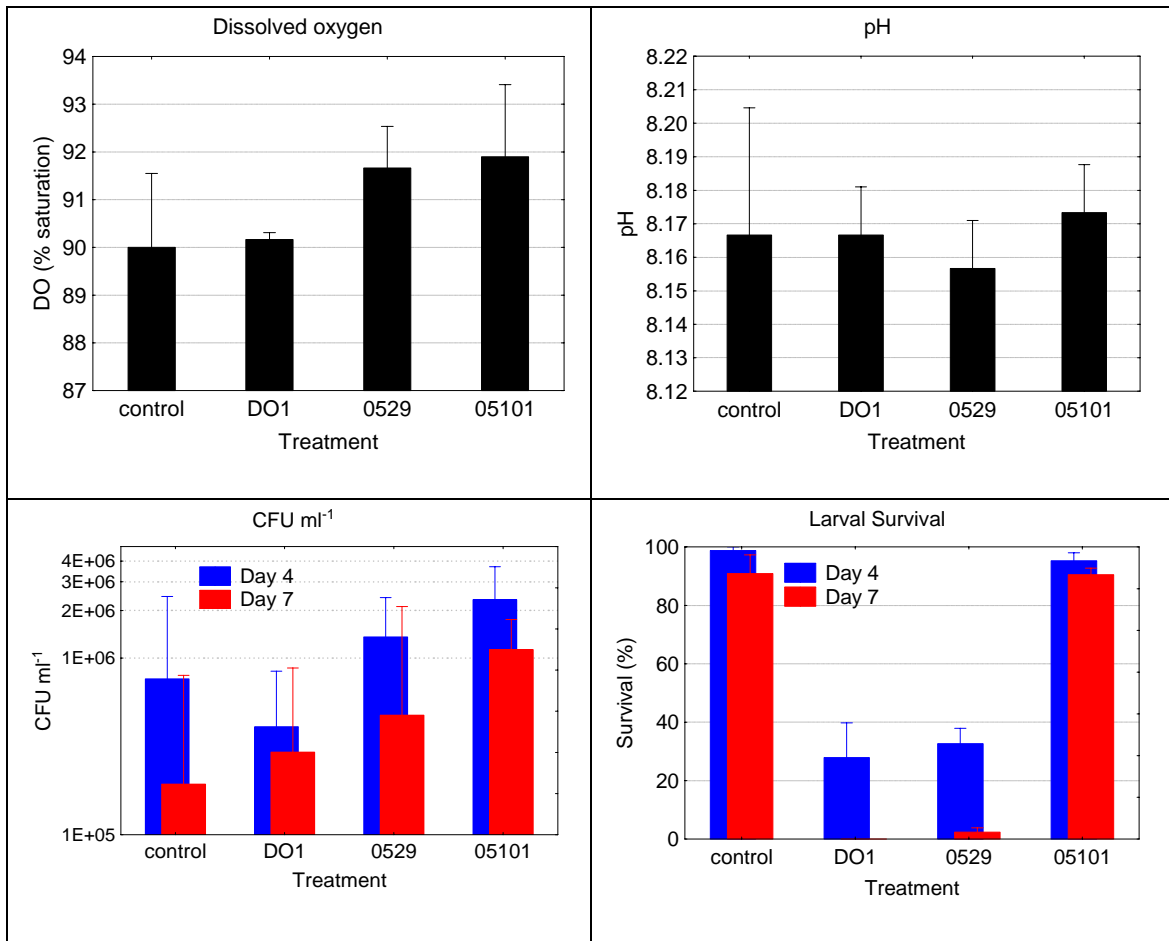 Dissolved oxygen
94
93
92
91
90
89
88
87
DO (% saturation)
control DO1 0529 05101
Treatment
pH
8.22
8.21
8.20
8.19
8.18
8.17
8.16
8.15
8.14
8.13
8.12
pH
control DO1 0529 05101
Treatment
CFU ml-1
4E+06
3E+06
2E+06
1E+06
1E+05
CFU ml-1
Day 4
Day 7
control DO1 0529 05101
Treatment
Larval Survival
100
80
60
40
20
0
Survival (%)
Day 4
Day 7
control DO1 0529 05101
Treatment